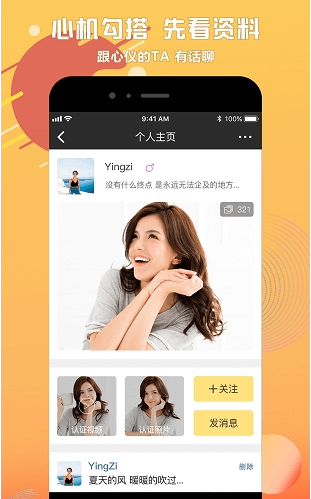 心机勾搭 先看资料
跟心仪的TA 有话聊
9:41 AM
100%
个人主页
Yingzi
没有什么终点 是永远无法企及的地方...
321
认证视频
认证照片
+关注
发消息
YingZi
删除
夏天的风 暖暖的吹过...